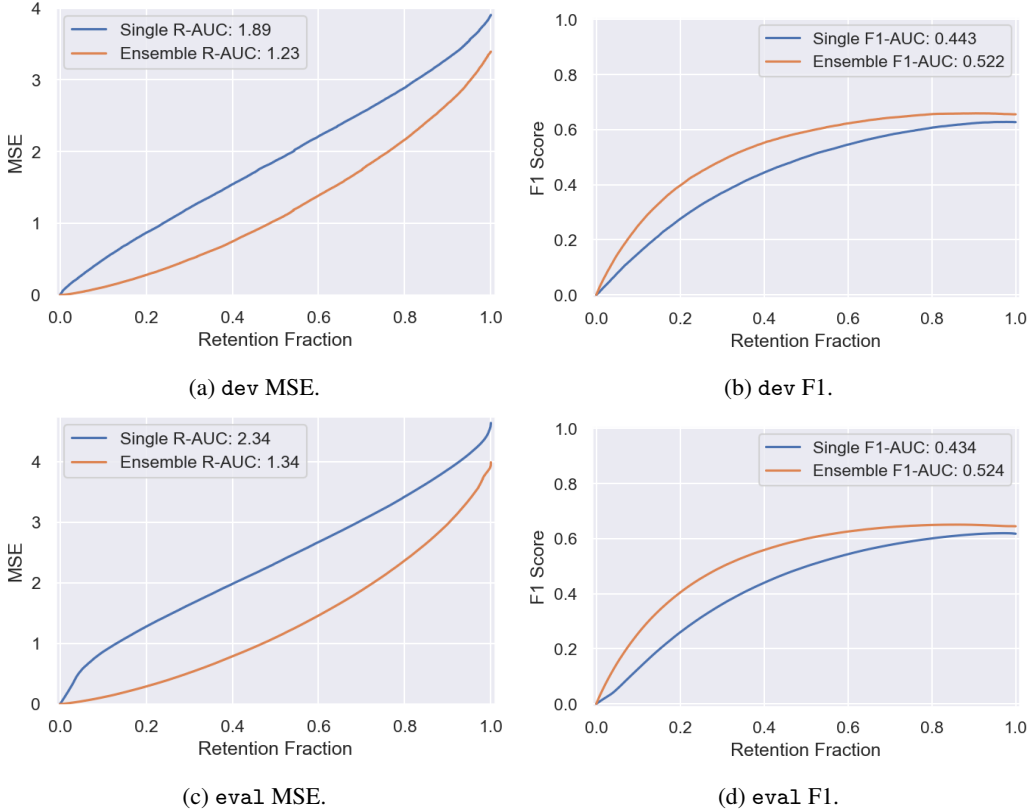 4
3
2
1
0
MSE
Single R-AUC: 1.89
Ensemble R-AUC: 1.23
0.0 0.2 0.4 0.6 0.8 1.0
Retention Fraction
(a) dev MSE.
1.0
0.8
0.6
0.4
0.2
0.0
F1 Score
Single F1-AUC: 0.443
Ensemble F1-AUC: 0.522
0.0 0.2 0.4 0.6 0.8 1.0
Retention Fraction
(b) dev F1.
4
3
2
1
0
MSE
Single R-AUC: 2.34
Ensemble R-AUC: 1.34
0.0 0.2 0.4 0.6 0.8 1.0
Retention Fraction
(c) eval MSE.
1.0
0.8
0.6
0.4
0.2
0.0
F1 Score
Single F1-AUC: 0.434
Ensemble F1-AUC: 0.524
0.0 0.2 0.4 0.6 0.8 1.0
Retention Fraction
(d) eval F1.